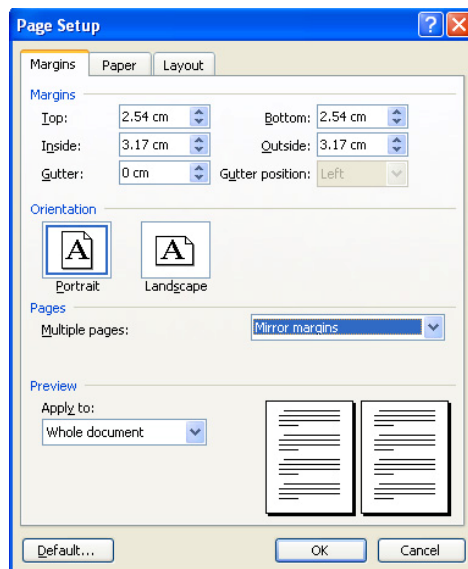 Page Setup
Margins Paper Layout
Margins
Top: 2.54 cm Bottom: 2.54 cm
Inside: 3.17 cm Outside: 3.17 cm
Gutter: 0 cm Gutter position: Left
Orientation
A A
Portrait Landscape
Pages
Multiple pages: Mirror margins
Preview
Apply to:
Whole document
Default... OK Cancel